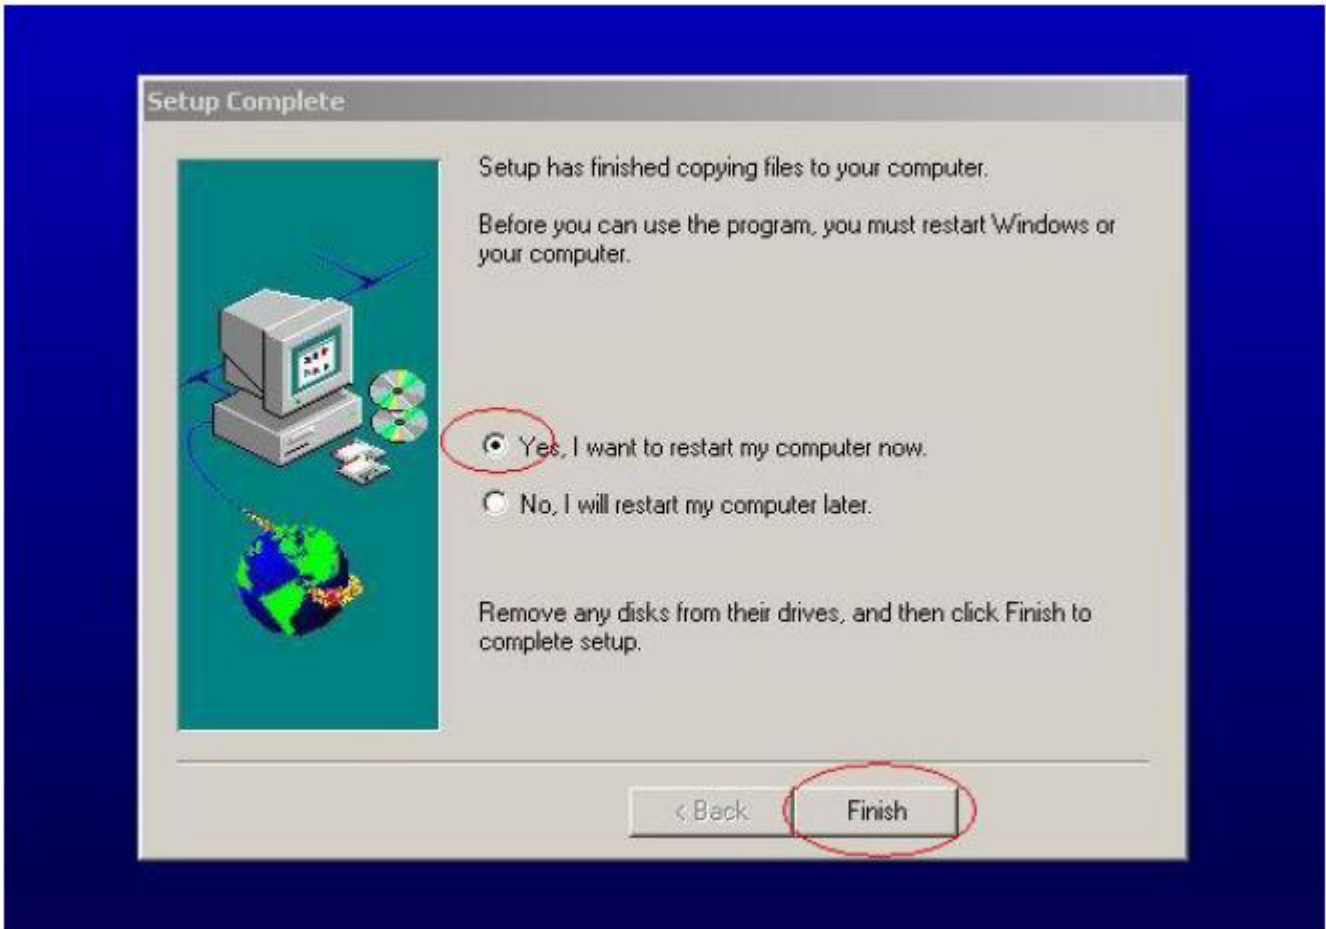 Setup Complete
Setup has finished copying files to your computer.
Before you can use the program, you must restart Windows or
your computer.
Yes, I want to restart my computer now.
No, I will restart my computer later.
Remove any disks from their drives, and then click Finish to
complete setup.
< Back
Finish